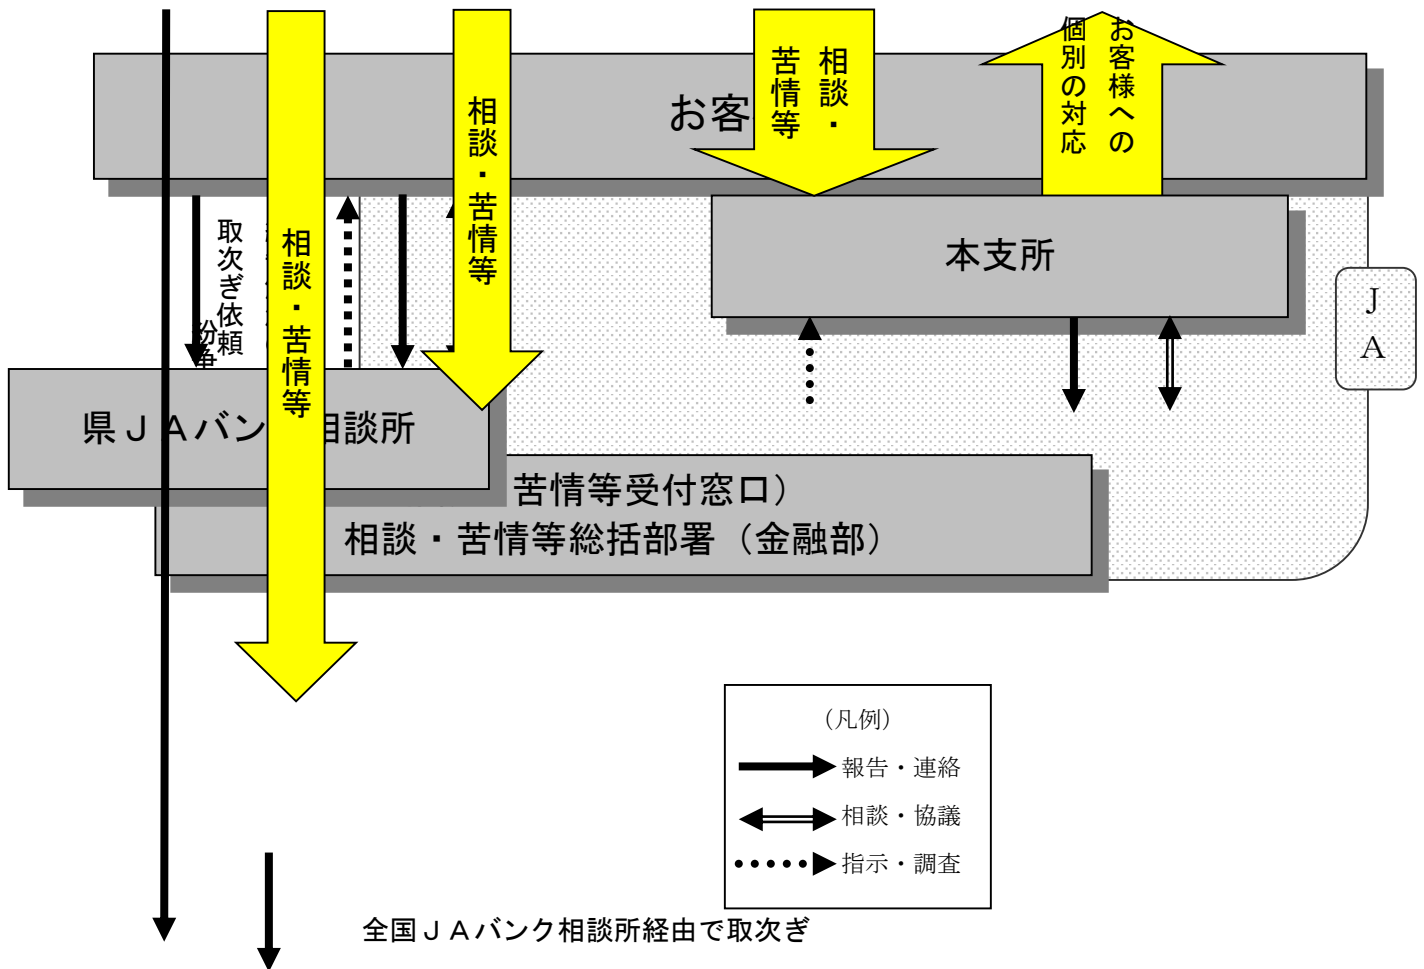 お客
相談・
苦情等
お客様への
個別の対応
相談・苦情等
相談・苦情等
取次ぎ依頼
紛争
本支所
ＪＡ
県ＪＡバン
相談所
苦情等受付窓口）
相談・苦情等総括部署（金融部）
（凡例）
報告・連絡
相談・協議
指示・調査
全国ＪＡバンク相談所経由で取次ぎ